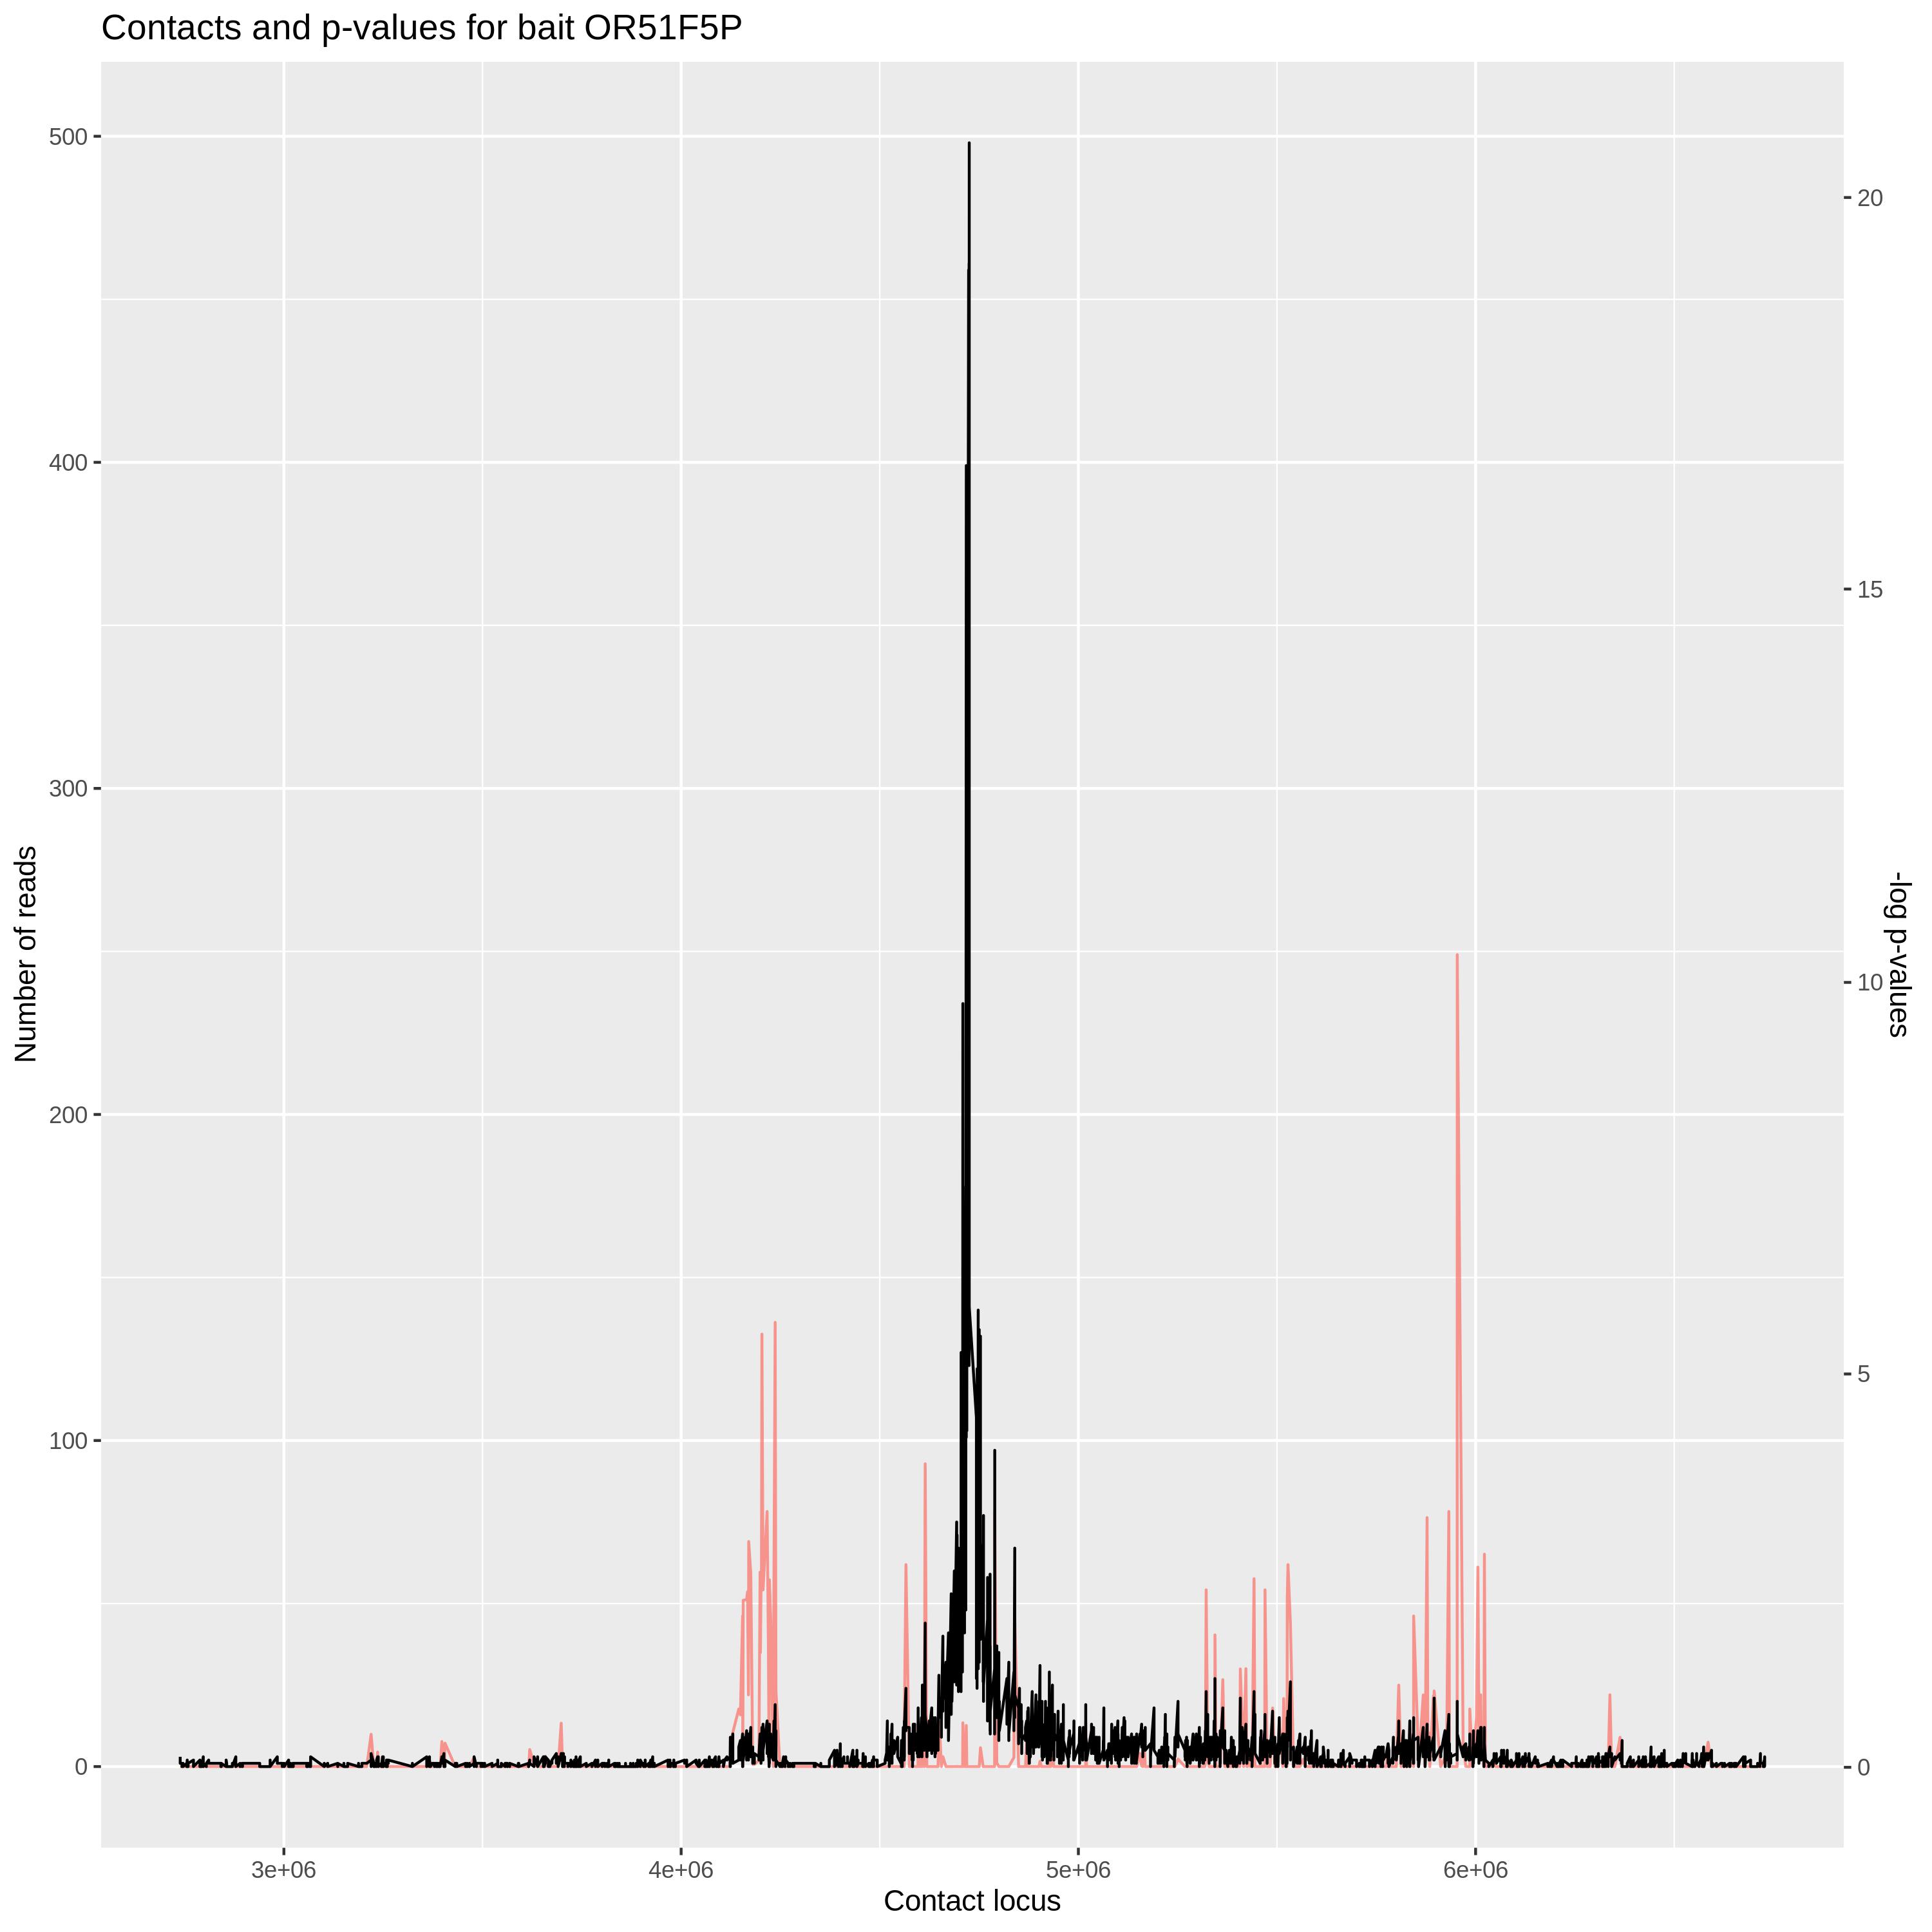 Contacts and p-values for bait OR51F5P
500
400
300
200
100
0
Number of reads
20
15
10
5
0
-log p-values
3e+06
4e+06
5e+06
6e+06
Contact locus